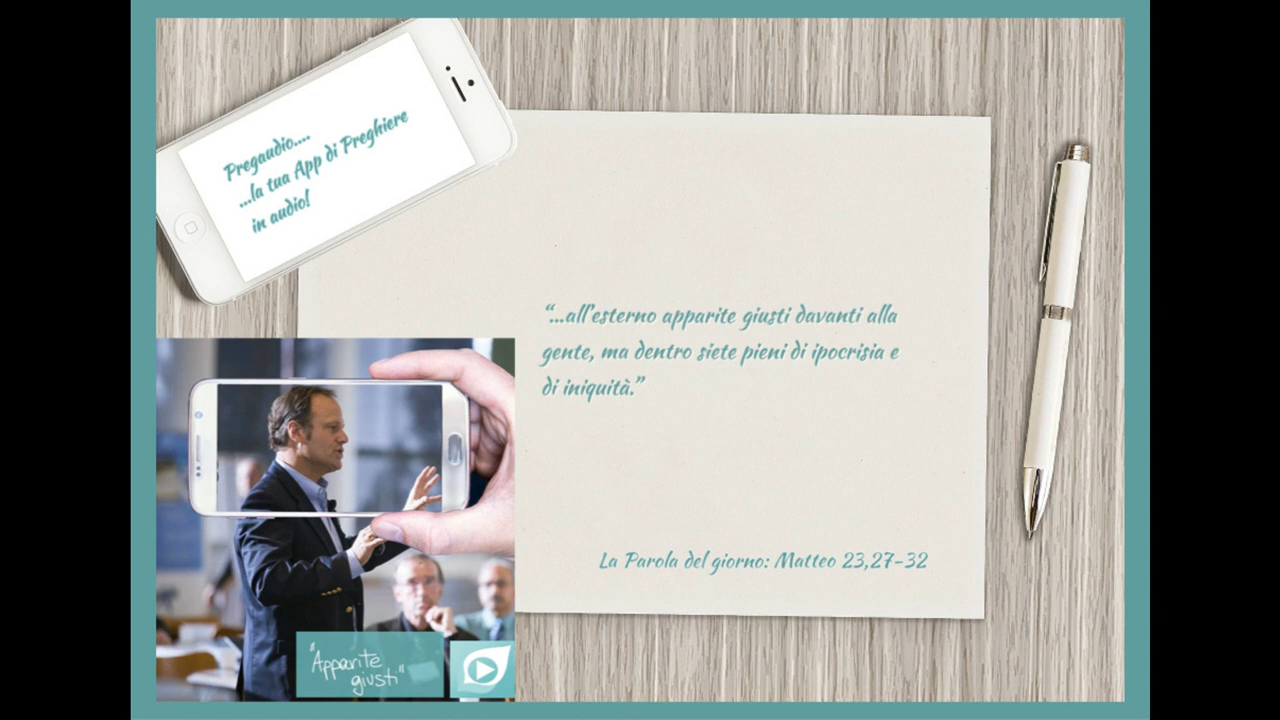 Pregaudio....
...la tua App di Preghiere
in audio!
“...all'esterno apparite giusti davanti alla
gente, ma dentro siete pieni di ipocrisia e
di iniquità.”
La Parola del giorno: Matteo 23,27-32
"Apparite
giusti"